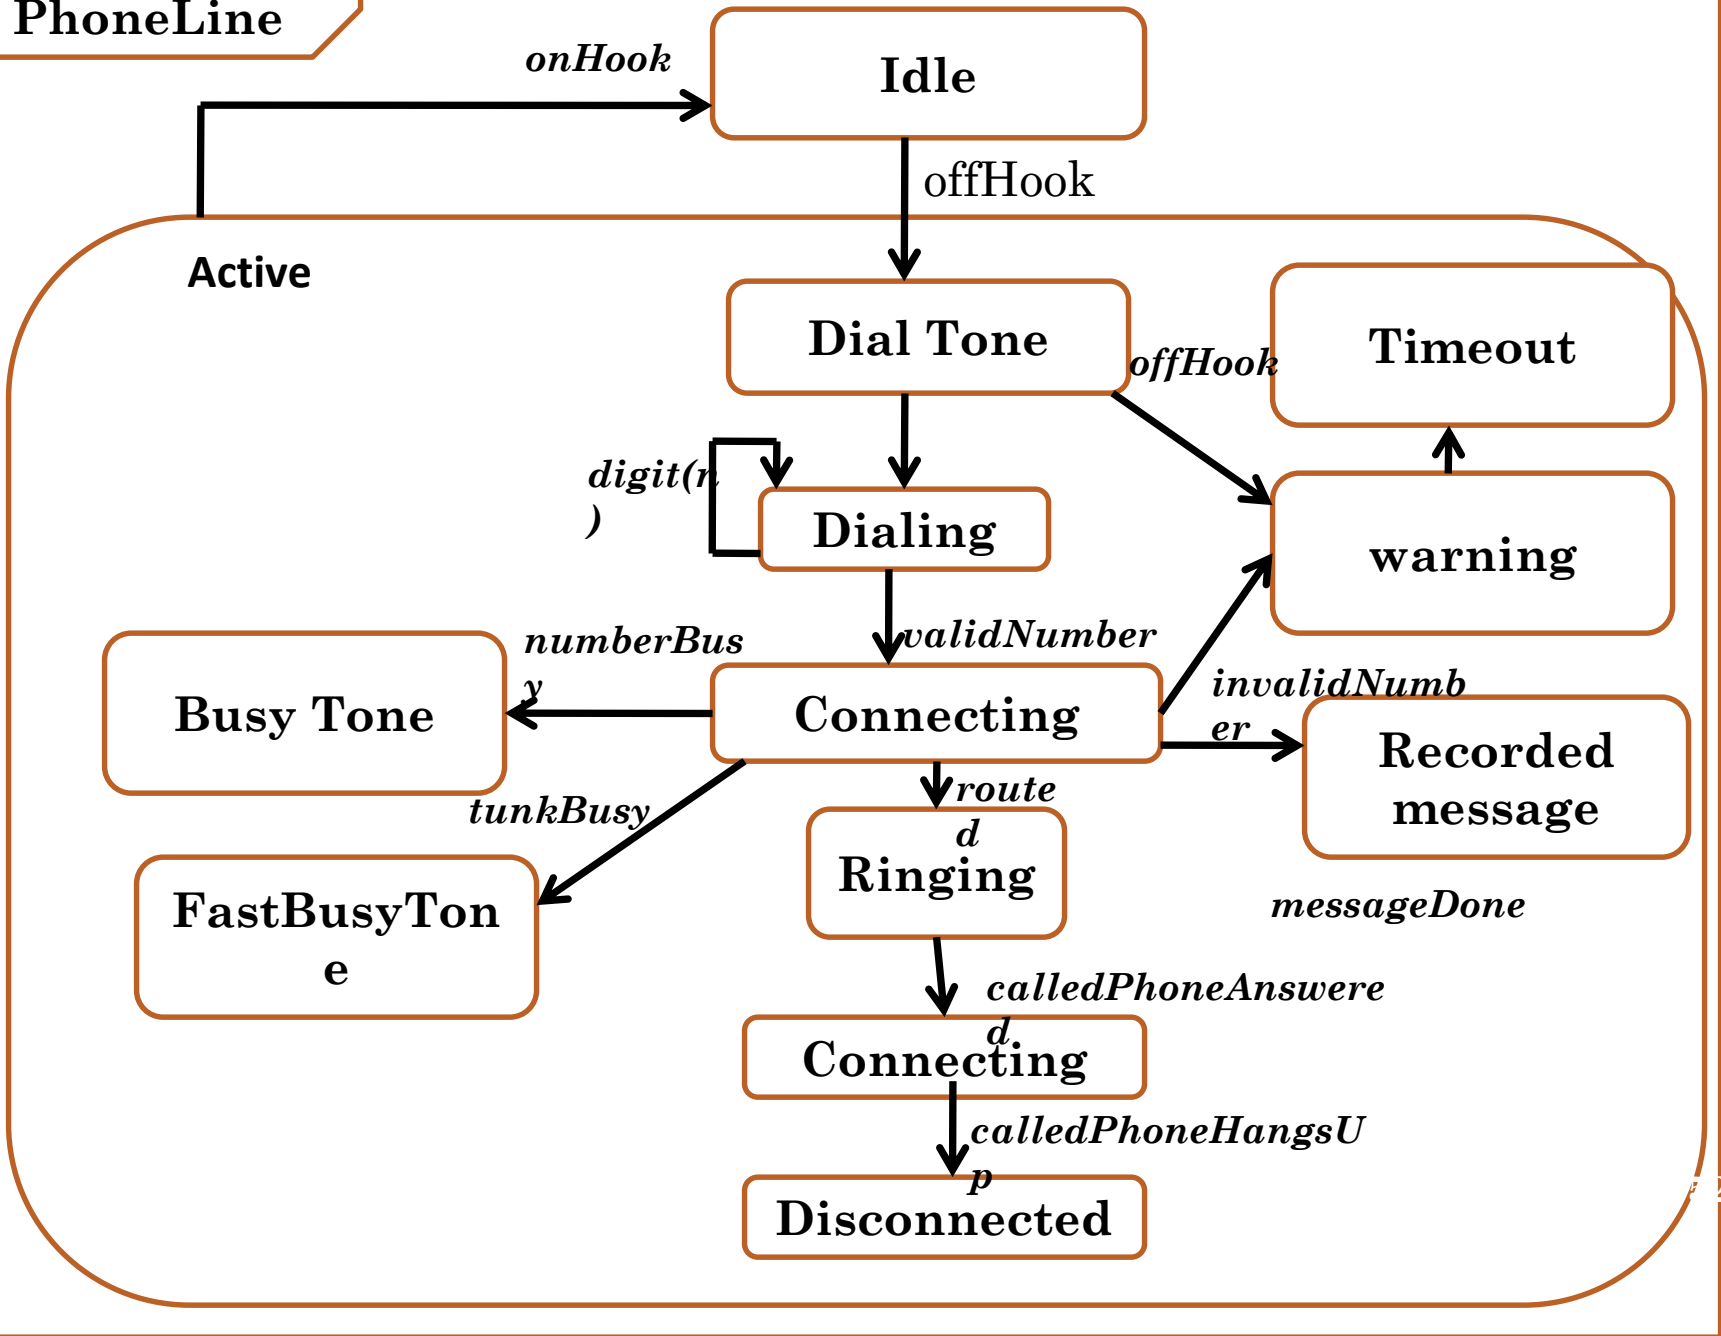 PhoneLine
onHook
Idle
offHook
Active
Dial Tone
offHook
Timeout
digit(n
)
Dialing
warning
validNumber
numberBus
y
Busy Tone
Connecting
invalidNumb
er
Recorded
message
tunkBusy
route
d
Ringing
FastBusyTon
e
messageDone
calledPhoneAnswere
d
Connecting
calledPhoneHangsU
p
Disconnected